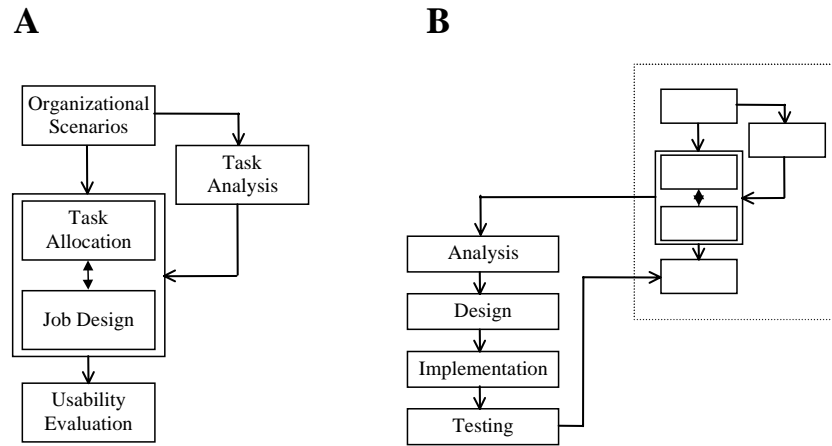 A
Organizational
Scenarios
Task
Analysis
Task
Allocation
Job Design
Usability
Evaluation
B
Analysis
Design
Implementation
Testing